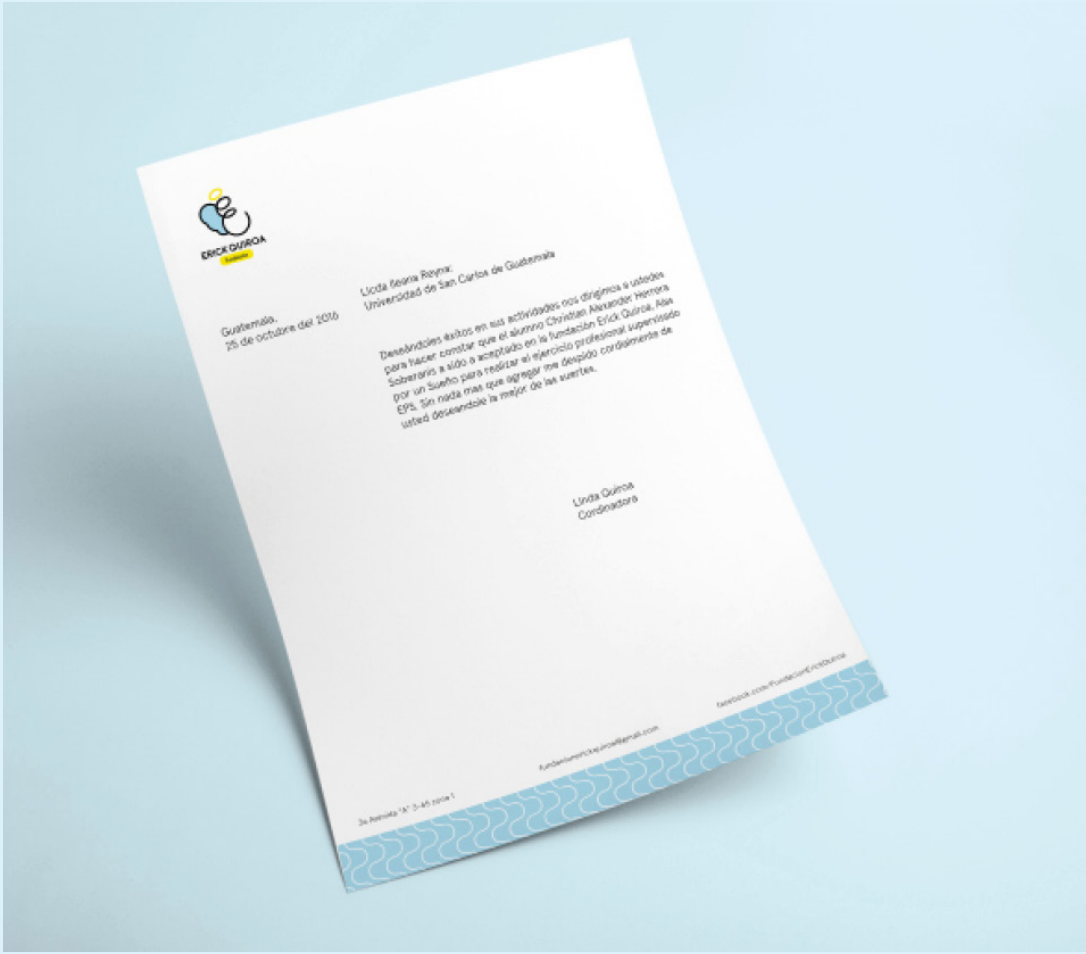 ERICK QUIROA
Fundación
Licda Ileana Reyna:
Universidad de San Carlos de Guatemala
Guatemala,
25 de octubre del 2016
Deseándoles éxitos en sus actividades nos dirigimos a ustedes
para hacer constar que el alumno Christian Alexander Herrera
Soberanis a sido a aceptado en la fundación Erick Quiroa, Alas
por un Sueño para realizar el ejercicio profesional supervisado
EPS. Sin nada mas que agregar me despido cordialmente de
usted deseandole la mejor de las suertes.
Linda Quiroa
Cordinadora
3a Avenida "A" 3-45 zona 1
fundacionerickquiroa@gmail.com
facebook.com/FundacionErickQuiroa